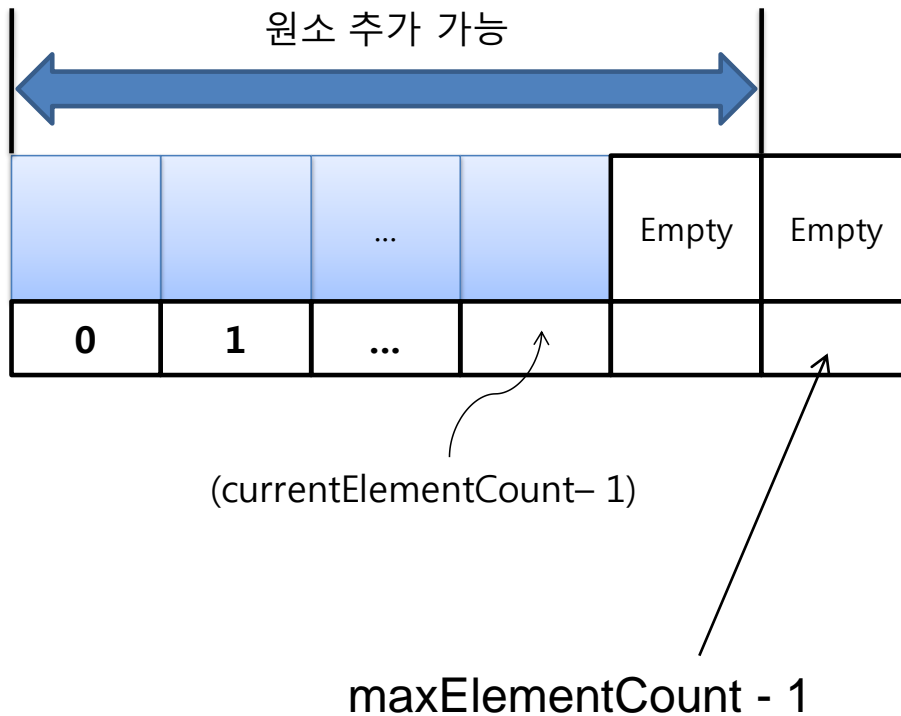 원소 추가 가능
... Empty Empty
0 1 ...
(currentElementCount– 1)
maxElementCount - 1